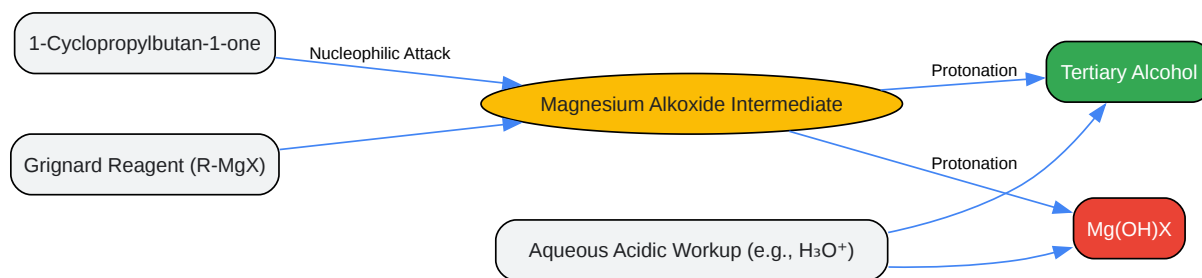 1-Cyclopropylbutan-1-one
Nucleophilic Attack
Grignard Reagent (R-MgX)
Magnesium Alkoxide Intermediate
Protonation
Tertiary Alcohol
Protonation
Aqueous Acidic Workup (e.g., H₃O⁺)
Mg(OH)X